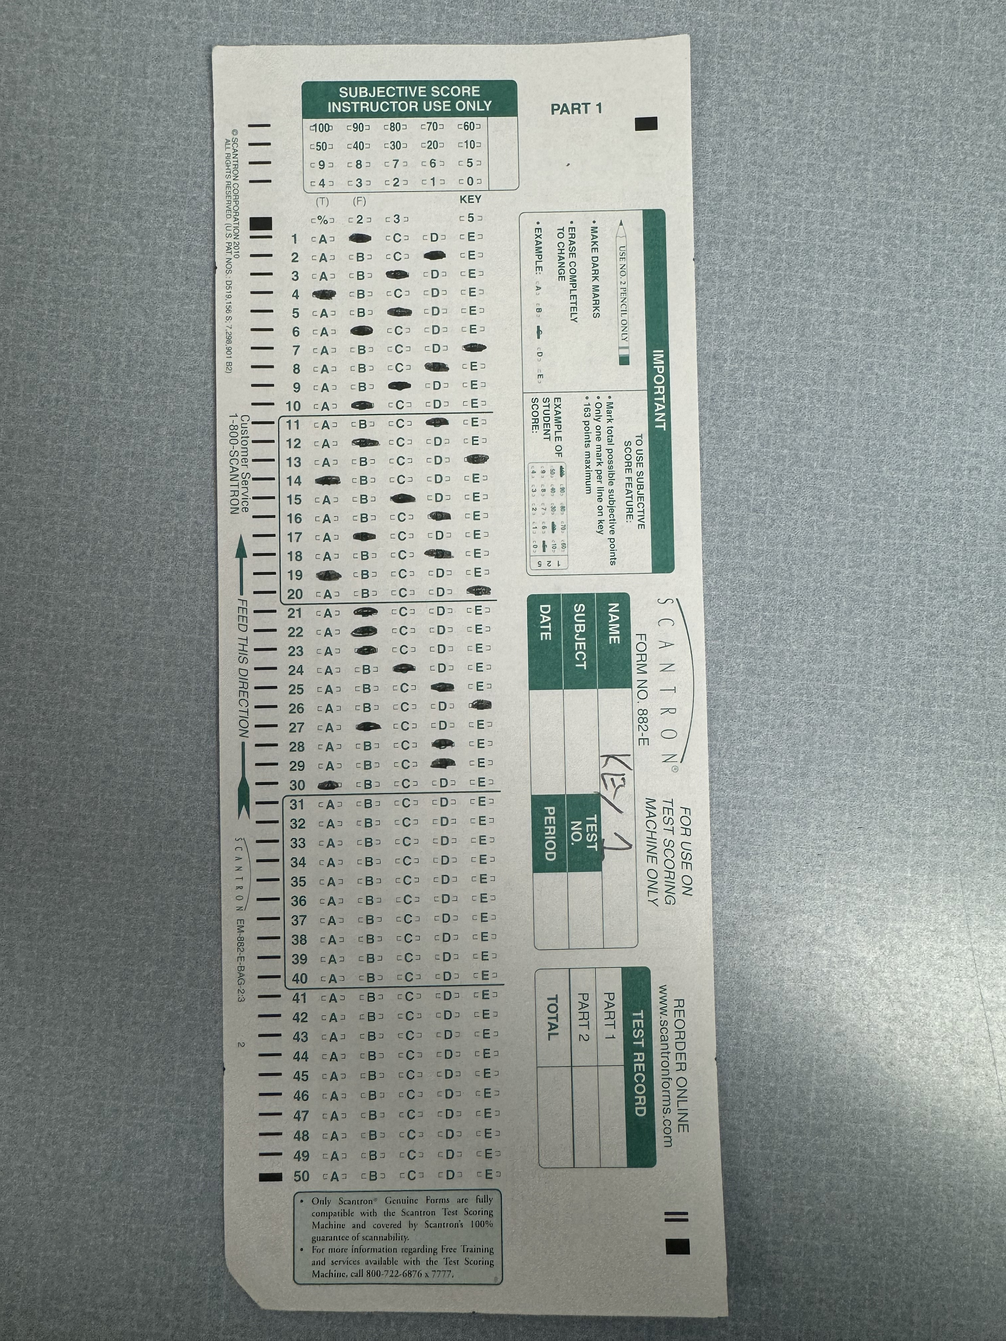 SUBJECTIVE SCORE
INSTRUCTOR USE ONLY
100 90 80 70 60
50 40 30 20 10
9 8 7 6 5
4 3 2 1 0
(T) (F) KEY
% 2 3 5
1 A C D E
2 A B C E
3 A B D E
4 B C D E
5 A B D E
6 A C D E
7 A B C D
8 A B C E
9 A B D E
10 A C D E
11 A B C E
12 A C D E
13 A B C D
14 B C D E
15 A B D E
16 A B C E
17 A C D E
18 A B C E
19 B C D E
20 A B C D
21 A C D E
22 A C D E
23 A C D E
24 A B D E
25 A B C E
26 A B C D
27 A C D E
28 A B C E
29 A B C E
30 B C D E
31 A B C D E
32 A B C D E
33 A B C D E
34 A B C D E
35 A B C D E
36 A B C D E
37 A B C D E
38 A B C D E
39 A B C D E
40 A B C D E
41 A B C D E
42 A B C D E
43 A B C D E
44 A B C D E
45 A B C D E
46 A B C D E
47 A B C D E
48 A B C D E
49 A B C D E
50 A B C D E
• Only Scantron® Genuine Forms are fully
compatible with the Scantron Test Scoring
Machine and covered by Scantron's 100%
guarantee of scannability.
• For more information regarding Free Training
and services available with the Test Scoring
Machine, call 800-722-6876 x 7777.
PART 1
IMPORTANT
USE NO. 2 PENCIL ONLY
• MAKE DARK MARKS
• ERASE COMPLETELY
TO CHANGE
• EXAMPLE: A B D E
TO USE SUBJECTIVE
SCORE FEATURE:
• Mark total possible subjective points
• Only one mark per line on key
• 163 points maximum
EXAMPLE OF
STUDENT
SCORE:
SCANTRON®
FORM NO. 882-E
FOR USE ON
TEST SCORING
MACHINE ONLY
NAME KEY
SUBJECT
TEST
NO.
DATE
PERIOD
REORDER ONLINE
www.scantronforms.com
TEST RECORD
PART 1
PART 2
TOTAL
© SCANTRON CORPORATION 2010
ALL RIGHTS RESERVED.
Customer Service
1-800-SCANTRON
FEED THIS DIRECTION
SCANTRON
EM-882-E-BAG-2:3
2